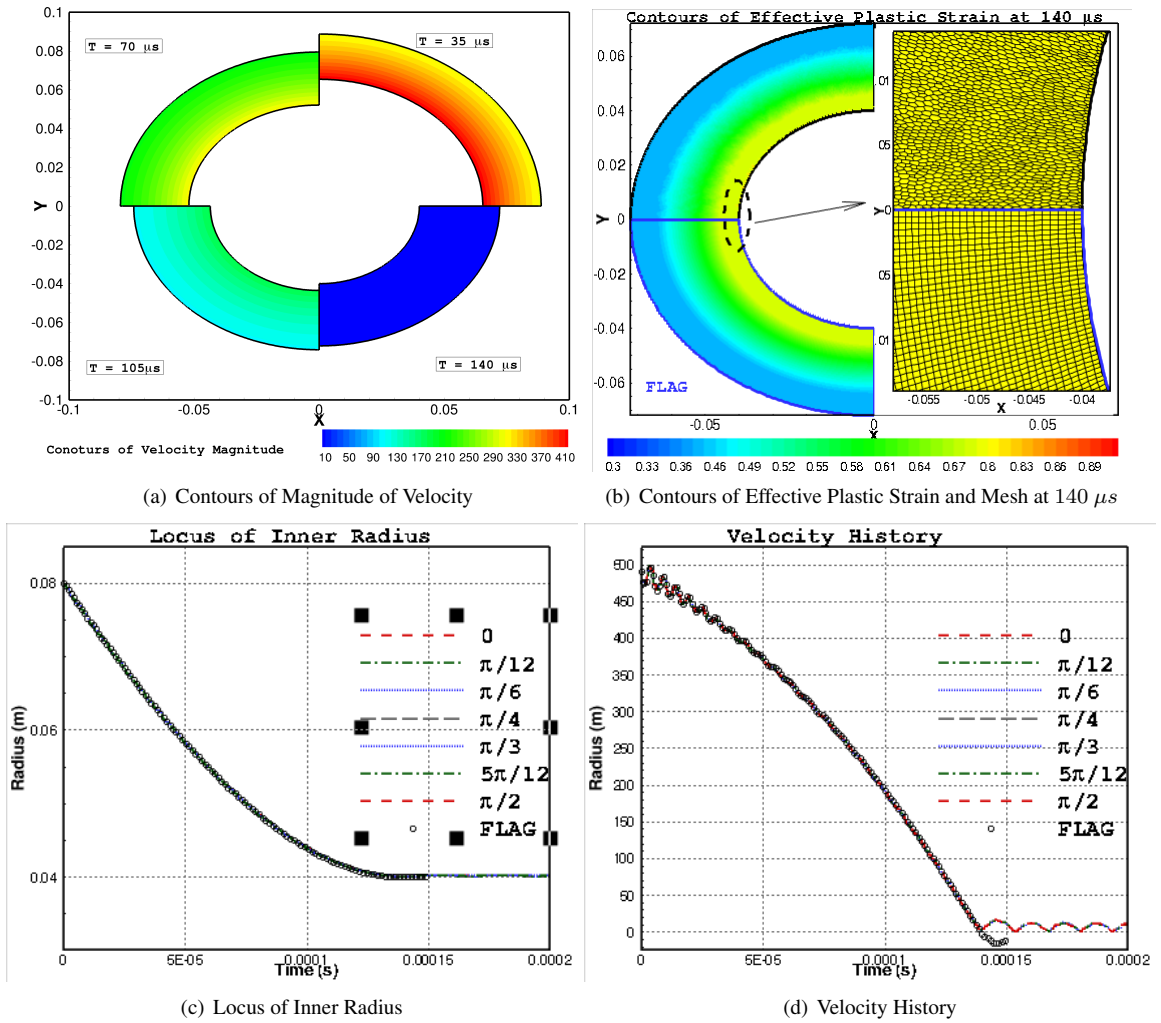 T = 70 μs
T = 35 μs
T = 105μs
T = 140 μs
0.1
0.08
0.06
0.04
0.02
0
-0.02
-0.04
-0.06
-0.08
-0.1
Y
-0.1
-0.05
0
0.05
0.1
X
Conoturs of Velocity Magnitude
10 50 90 130 170 210 250 290 330 370 410
(a) Contours of Magnitude of Velocity
Contours of Effective Plastic Strain at 140 μs
0.06
0.04
0.02
0
-0.02
-0.04
-0.06
Y
FLAG
-0.05
0
0.05
X
.01
05
Y
0
05
.01
-0.055
-0.05
-0.045
-0.04
X
0.3 0.33 0.36 0.46 0.49 0.52 0.55 0.58 0.61 0.64 0.67 0.8 0.83 0.86 0.89
(b) Contours of Effective Plastic Strain and Mesh at 140 μs
Locus of Inner Radius
0.08
0.06
0.04
Radius (m)
0
π/12
π/6
π/4
π/3
5π/12
π/2
FLAG
0
5E-05
0.0001
0.00015
0.0002
Time (s)
(c) Locus of Inner Radius
Velocity History
500
450
400
350
300
250
200
150
100
50
0
Radius (m)
0
π/12
π/6
π/4
π/3
5π/12
π/2
FLAG
0
5E-05
0.0001
0.00015
0.0002
Time (s)
(d) Velocity History